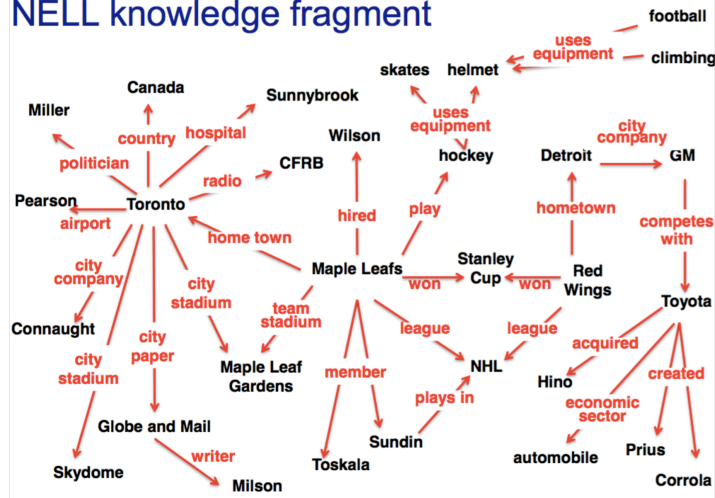 NELL knowledge fragment
football
uses
equipment
climbing
skates
helmet
Canada
Sunnybrook
Miller
uses
equipment
Wilson
country
hospital
city
company
politician
CFRB
hockey
Detroit
GM
radio
Pearson
Toronto
airport
hired
play
hometown
competes
with
home town
city
company
city
stadium
Maple Leafs
won
Stanley
Cup
won
Red
Wings
Toyota
team
stadium
Connaught
city
paper
league
league
acquired
city
stadium
Maple Leaf
Gardens
member
NHL
Hino
created
plays in
economic
sector
Globe and Mail
Sundin
writer
Toskala
automobile
Prius
Skydome
Milson
Corrola